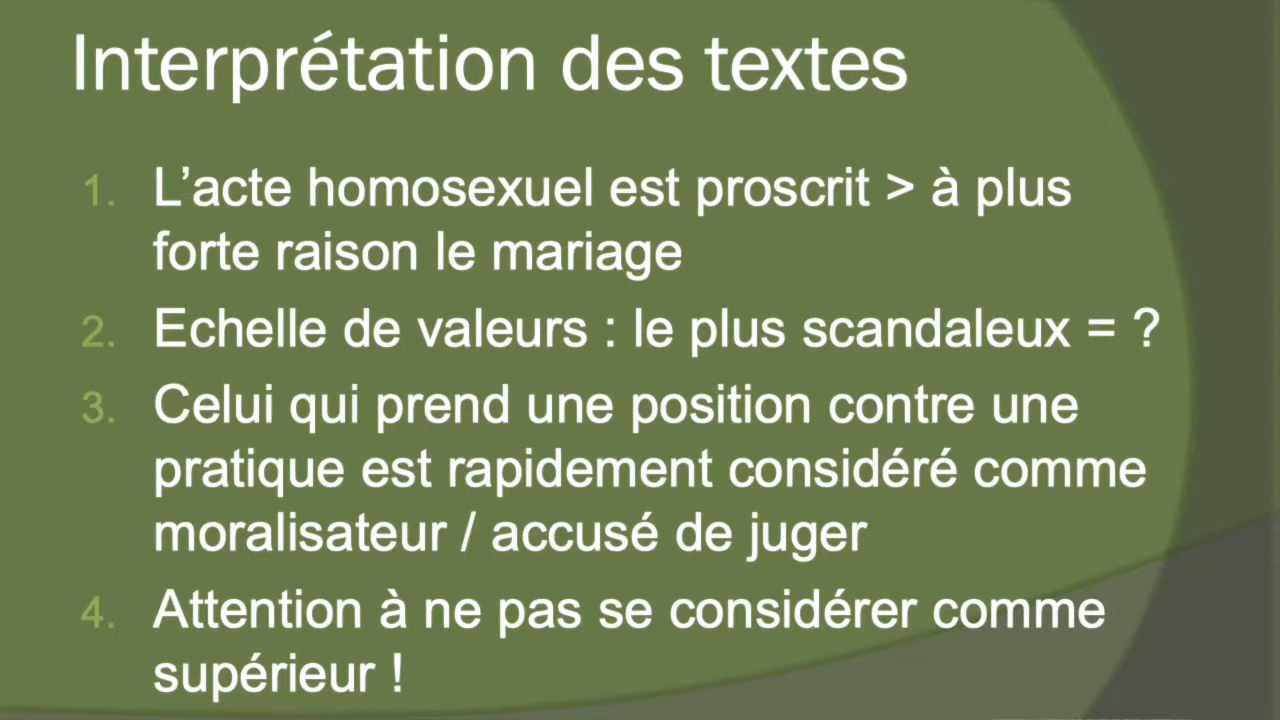 Interprétation des textes
1. L’acte homosexuel est proscrit > à plus
forte raison le mariage
2. Echelle de valeurs : le plus scandaleux = ?
3. Celui qui prend une position contre une
pratique est rapidement considéré comme
moralisateur / accusé de juger
4. Attention à ne pas se considérer comme
supérieur !